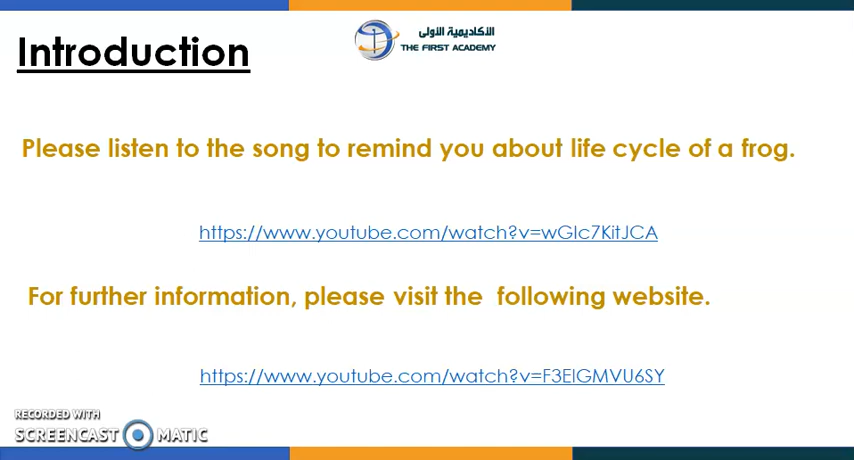 Introduction
الأكاديمية الأولى
THE FIRST ACADEMY
Please listen to the song to remind you about life cycle of a frog.
https://www.youtube.com/watch?v=wGlc7KitJCA
For further information, please visit the following website.
https://www.youtube.com/watch?v=F3ElGMVU6SY
RECORDED WITH
SCREENCAST MATIC